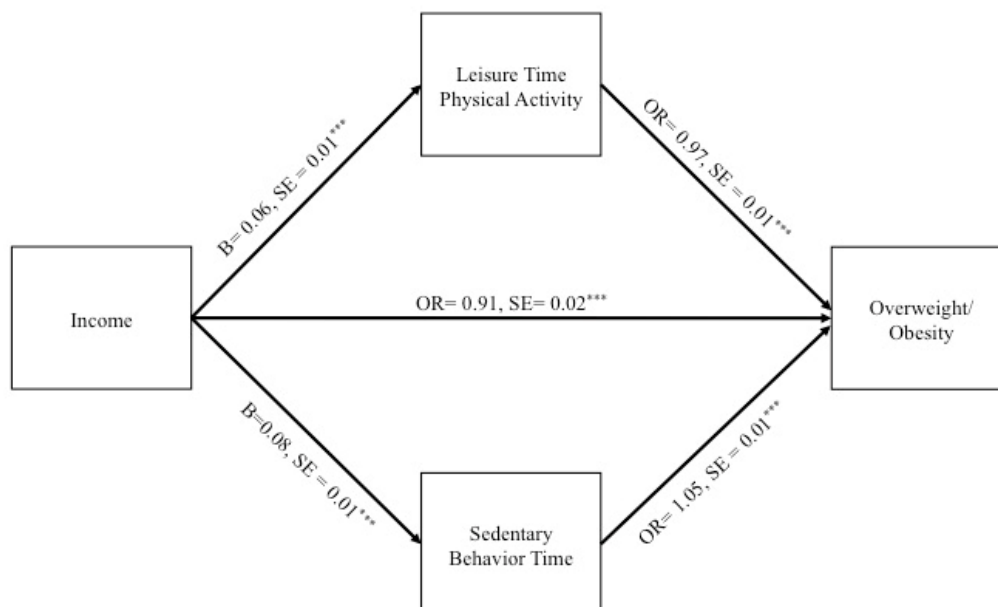 Leisure Time
Physical Activity
B= 0.06, SE = 0.01***
OR= 0.97, SE = 0.01***
Income
OR= 0.91, SE= 0.02***
Overweight/
Obesity
B=0.08, SE = 0.01***
OR= 1.05, SE = 0.01***
Sedentary
Behavior Time